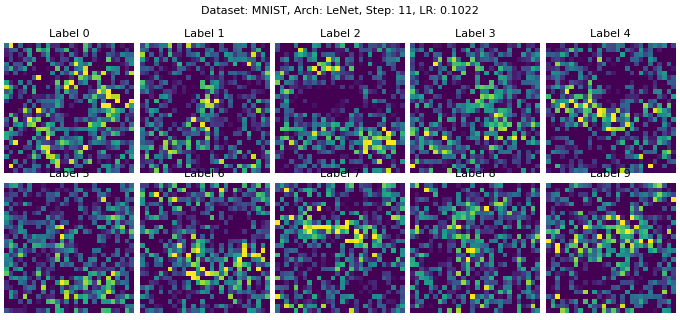 Dataset: MNIST, Arch: LeNet, Step: 11, LR: 0.1022
Label 0 Label 1 Label 2 Label 3 Label 4
Label 5 Label 6 Label 7 Label 8 Label 9